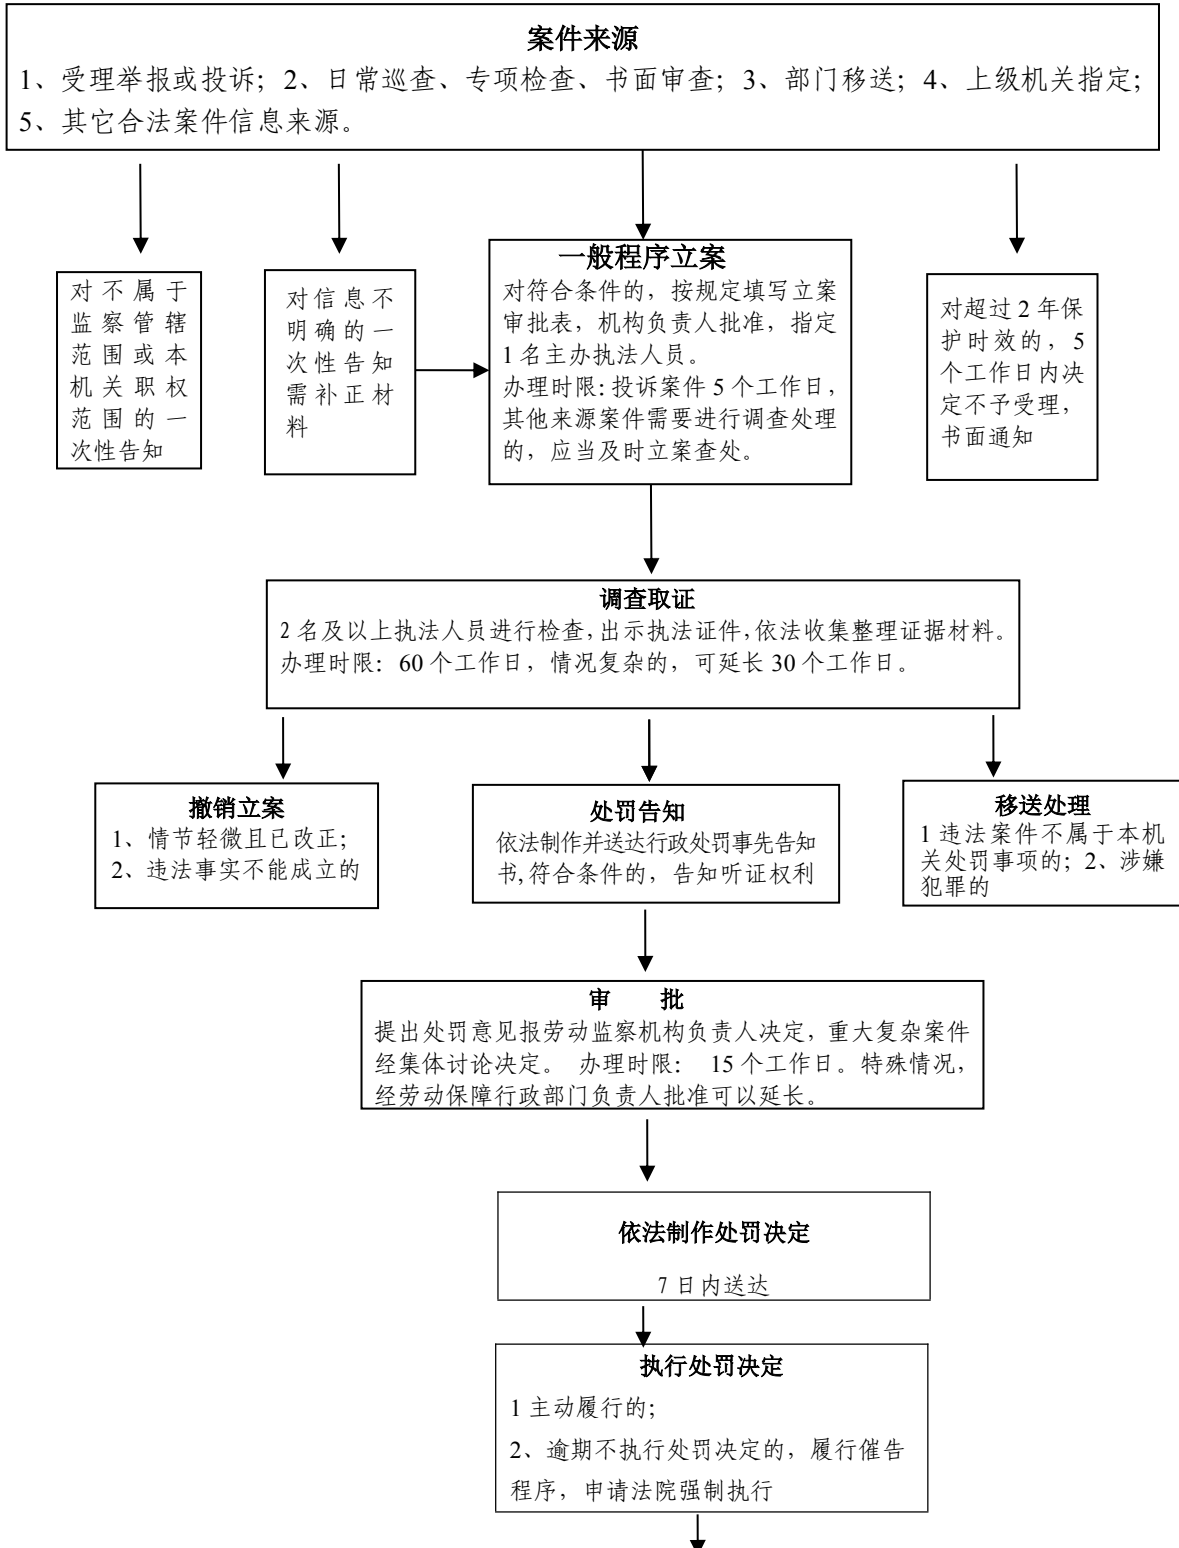 案件来源
1、受理举报或投诉；2、日常巡查、专项检查、书面审查；3、部门移送；4、上级机关指定；
5、其它合法案件信息来源。
对不属于
监察管辖
范围或本
机关职权
范围的一
次性告知
对信息不
明确的一
次性告知
需补正材
料
一般程序立案
对符合条件的，按规定填写立案
审批表，机构负责人批准，指定
1名主办执法人员。
办理时限：投诉案件 5 个工作日，
其他来源案件需要进行调查处理
的，应当及时立案查处。
对超过 2 年保
护时效的，5
个工作日内决
定不予受理，
书面通知
调查取证
2 名及以上执法人员进行检查，出示执法证件，依法收集整理证据材料。
办理时限：60 个工作日，情况复杂的，可延长 30 个工作日。
撤销立案
1、情节轻微且已改正；
2、违法事实不能成立的
处罚告知
依法制作并送达行政处罚事先告知
书,符合条件的，告知听证权利
移送处理
1 违法案件不属于本机
关处罚事项的；2、涉嫌
犯罪的
审 批
提出处罚意见报劳动监察机构负责人决定，重大复杂案件
经集体讨论决定。 办理时限： 15 个工作日。特殊情况，
经劳动保障行政部门负责人批准可以延长。
依法制作处罚决定
7 日内送达
执行处罚决定
1 主动履行的；
2、逾期不执行处罚决定的，履行催告
程序，申请法院强制执行